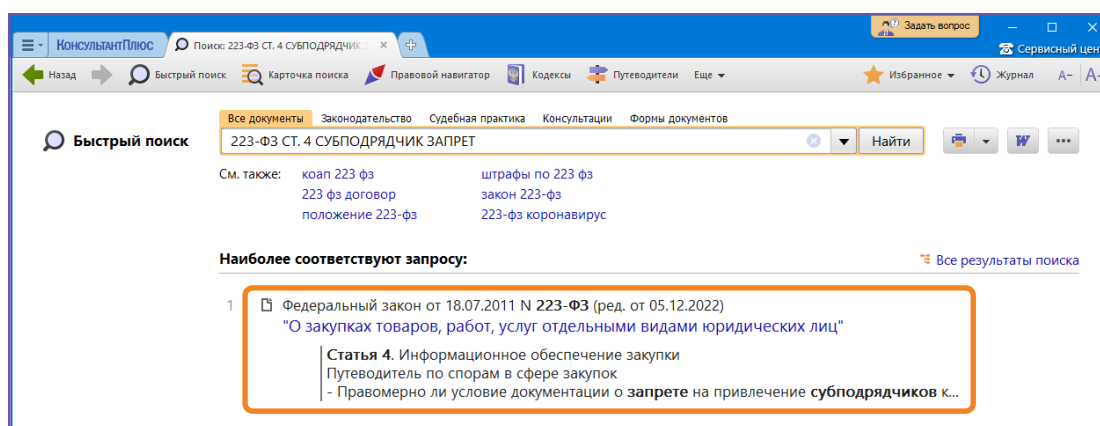 Задать вопрос
КонсультантПлюс Поиск: 223-ФЗ СТ. 4 СУБПОДРЯДЧИК
Сервисный цен
Назад Быстрый поиск Карточка поиска Правовой навигатор Кодексы Путеводители Еще Избранное Журнал A− A-
Все документы Законодательство Судебная практика Консультации Формы документов
Быстрый поиск 223-ФЗ СТ. 4 СУБПОДРЯДЧИК ЗАПРЕТ Найти W ...
См. также: коап 223 фз штрафы по 223 фз
223 фз договор закон 223-фз
положение 223-фз 223-фз коронавирус
Наиболее соответствуют запросу: Все результаты поиска
1 Федеральный закон от 18.07.2011 N 223-ФЗ (ред. от 05.12.2022)
"О закупках товаров, работ, услуг отдельными видами юридических лиц"
Статья 4. Информационное обеспечение закупки
Путеводитель по спорам в сфере закупок
- Правомерно ли условие документации о запрете на привлечение субподрядчиков к...